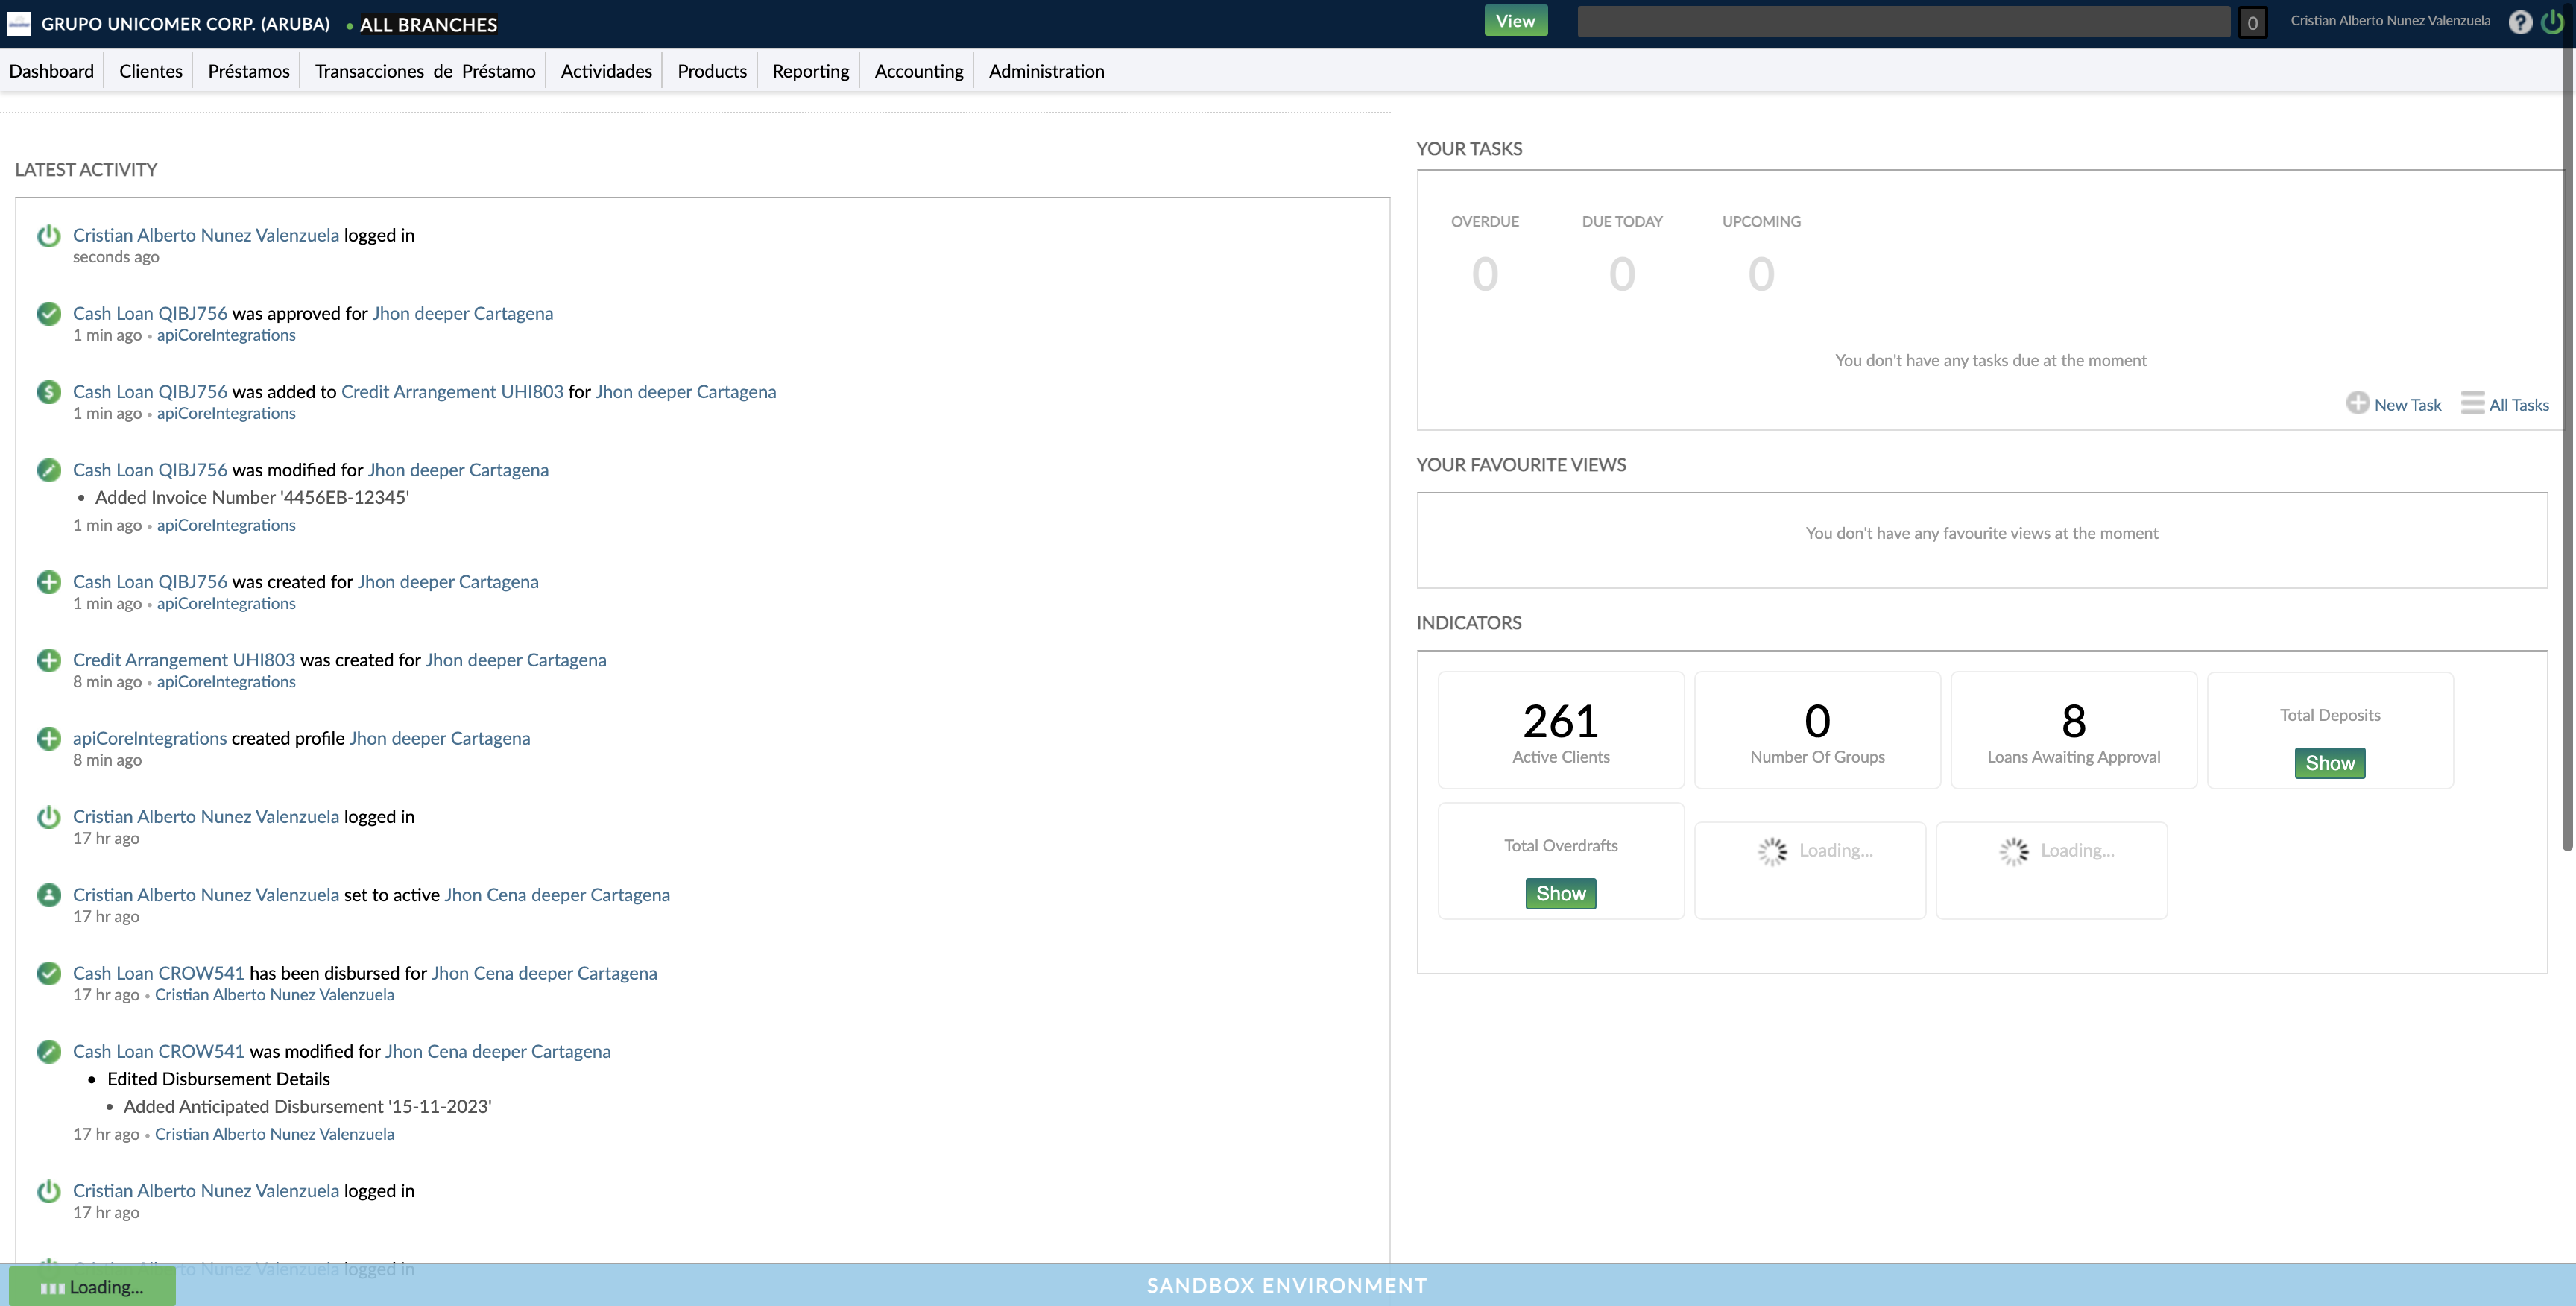 GRUPO UNICOMER CORP. (ARUBA) • ALL BRANCHES
View
0
Cristian Alberto Nunez Valenzuela
?
Dashboard
Clientes
Préstamos
Transacciones de Préstamo
Actividades
Products
Reporting
Accounting
Administration
LATEST ACTIVITY
Cristian Alberto Nunez Valenzuela logged in
seconds ago
Cash Loan QIBJ756 was approved for Jhon deeper Cartagena
1 min ago • apiCoreIntegrations
Cash Loan QIBJ756 was added to Credit Arrangement UHI803 for Jhon deeper Cartagena
1 min ago • apiCoreIntegrations
Cash Loan QIBJ756 was modified for Jhon deeper Cartagena
• Added Invoice Number '4456EB-12345'
1 min ago • apiCoreIntegrations
Cash Loan QIBJ756 was created for Jhon deeper Cartagena
1 min ago • apiCoreIntegrations
Credit Arrangement UHI803 was created for Jhon deeper Cartagena
8 min ago • apiCoreIntegrations
apiCoreIntegrations created profile Jhon deeper Cartagena
8 min ago
Cristian Alberto Nunez Valenzuela logged in
17 hr ago
Cristian Alberto Nunez Valenzuela set to active Jhon Cena deeper Cartagena
17 hr ago
Cash Loan CROW541 has been disbursed for Jhon Cena deeper Cartagena
17 hr ago • Cristian Alberto Nunez Valenzuela
Cash Loan CROW541 was modified for Jhon Cena deeper Cartagena
• Edited Disbursement Details
• Added Anticipated Disbursement '15-11-2023'
17 hr ago • Cristian Alberto Nunez Valenzuela
Cristian Alberto Nunez Valenzuela logged in
17 hr ago
Cristian Alberto Nunez Valenzuela logged in
YOUR TASKS
OVERDUE
DUE TODAY
UPCOMING
0
0
0
You don't have any tasks due at the moment
New Task
All Tasks
YOUR FAVOURITE VIEWS
You don't have any favourite views at the moment
INDICATORS
261
Active Clients
0
Number Of Groups
8
Loans Awaiting Approval
Total Deposits
Show
Total Overdrafts
Show
Loading...
Loading...
Loading...
SANDBOX ENVIRONMENT